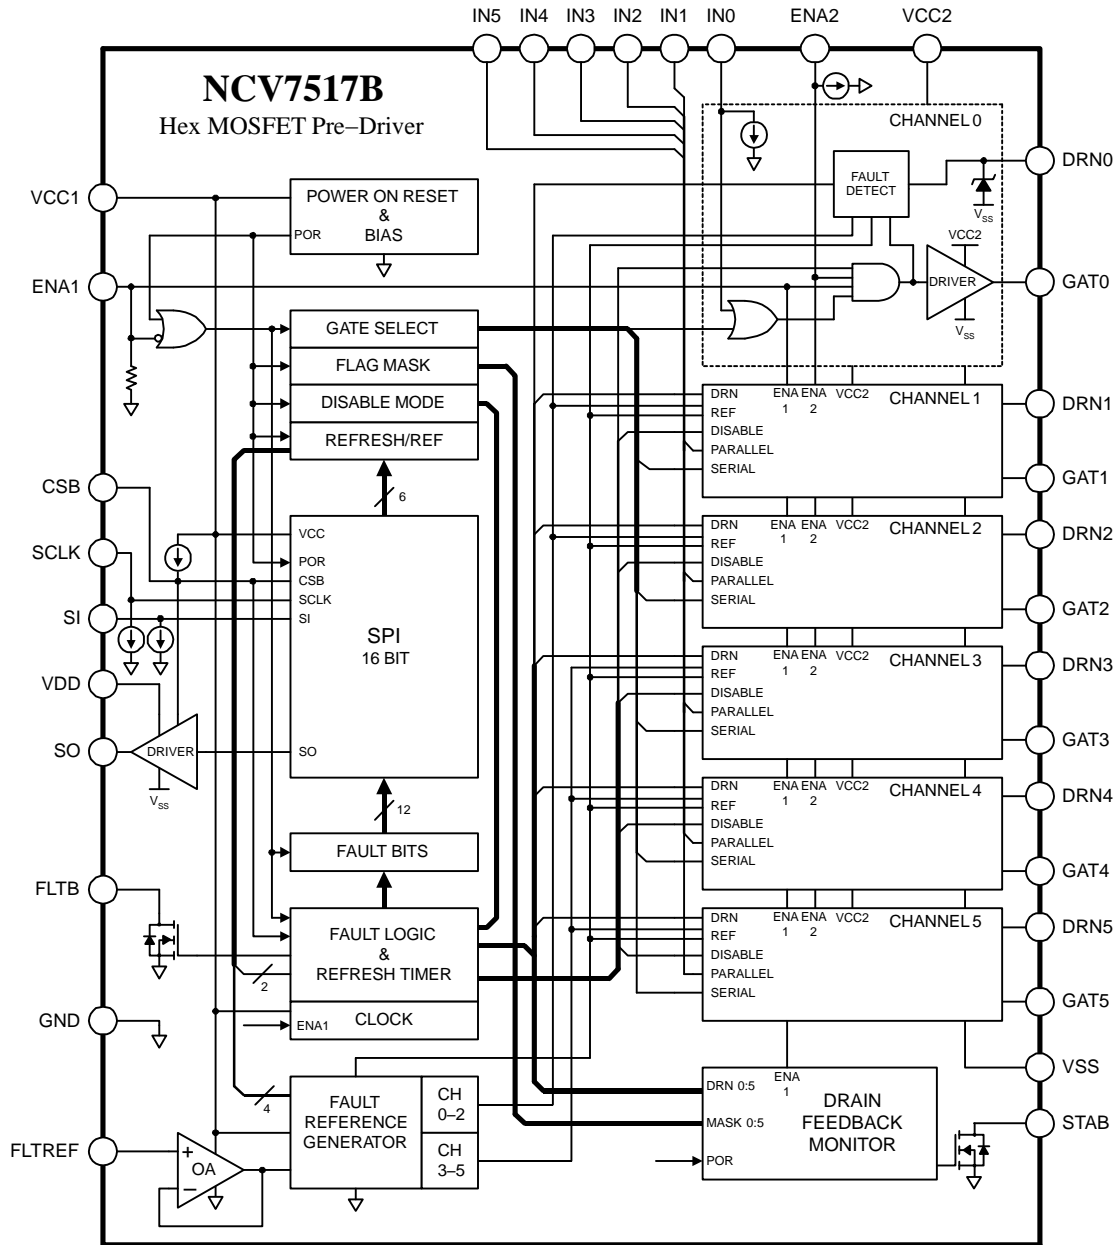 IN5 IN4 IN3 IN2 IN1 IN0 ENA2 VCC2
NCV7517B
Hex MOSFET Pre−Driver
CHANNEL 0
DRN0
FAULT
DETECT
VSS
VCC1
POWER ON RESET
&
BIAS
POR
VCC2
DRIVER
VSS
GAT0
ENA1
GATE SELECT
FLAG MASK
DISABLE MODE
REFRESH/REF
6
DRN
REF
DISABLE
PARALLEL
SERIAL
ENA
1
ENA
2
VCC2
CHANNEL 1
DRN1
GAT1
CSB
SCLK
SI
VDD
SO
DRIVER
VSS
VCC
POR
CSB
SCLK
SI
SO
SPI
16 BIT
12
DRN
REF
DISABLE
PARALLEL
SERIAL
ENA
1
ENA
2
VCC2
CHANNEL 2
DRN2
GAT2
DRN
REF
DISABLE
PARALLEL
SERIAL
ENA
1
ENA
2
VCC2
CHANNEL 3
DRN3
GAT3
DRN
REF
DISABLE
PARALLEL
SERIAL
ENA
1
ENA
2
VCC2
CHANNEL 4
DRN4
GAT4
FAULT BITS
FLTB
FAULT LOGIC
&
REFRESH TIMER
2
CLOCK
ENA1
GND
DRN
REF
DISABLE
PARALLEL
SERIAL
ENA
1
ENA
2
VCC2
CHANNEL 5
DRN5
GAT5
VSS
4
FAULT
REFERENCE
GENERATOR
CH
0−2
CH
3−5
FLTREF
+
OA
−
DRN 0:5
MASK 0:5
POR
ENA
1
DRAIN
FEEDBACK
MONITOR
STAB